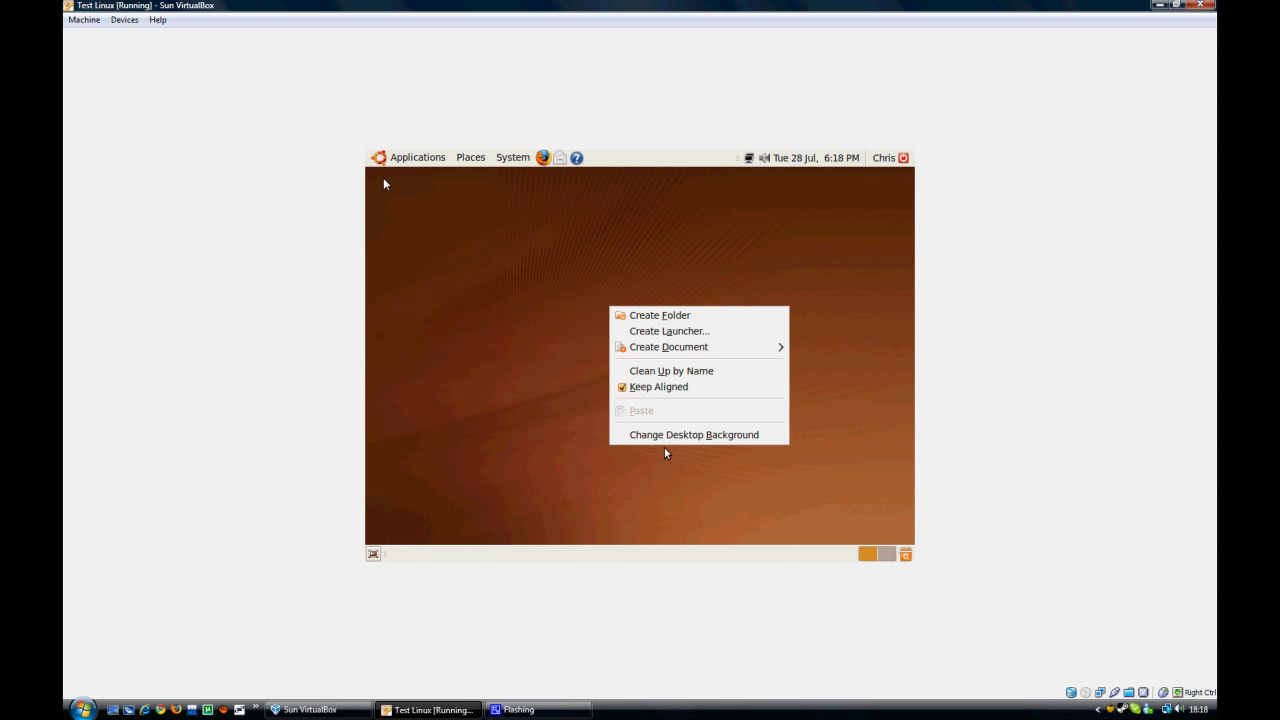 Test Linux [Running] - Sun VirtualBox
Machine Devices Help
Applications Places System Tue 28 Jul, 6:18 PM Chris
Create Folder
Create Launcher...
Create Document
Clean Up by Name
Keep Aligned
Paste
Change Desktop Background
Right Ctrl
Sun VirtualBox Test Linux [Running... Flashing 18:18